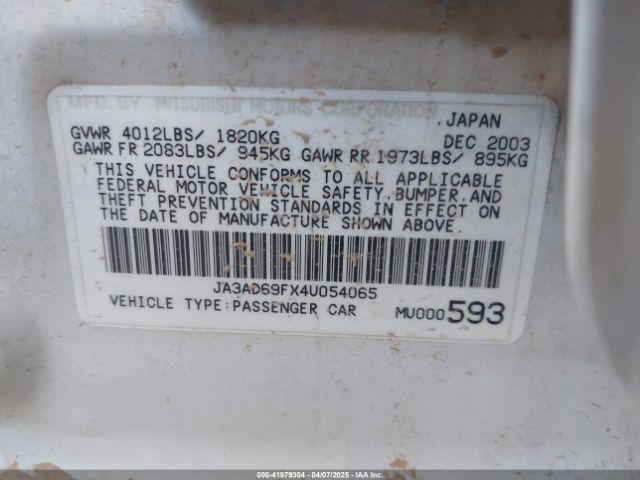 MFD. BY MITSUBISHI MOTORS CORPORATION
.JAPAN
GVWR 4012LBS/ 1820KG DEC 2003
GAWR FR 2083LBS/ 945KG GAWR RR 1973LBS/ 895KG
THIS VEHICLE CONFORMS TO ALL APPLICABLE
FEDERAL MOTOR VEHICLE SAFETY,BUMPER,AND
THEFT PREVENTION STANDARDS IN EFFECT ON
THE DATE OF MANUFACTURE SHOWN ABOVE.
JA3AD69FX4U054065
VEHICLE TYPE:PASSENGER CAR MU000593
000-41979304 - 04/07/2025 - IAAI.COM